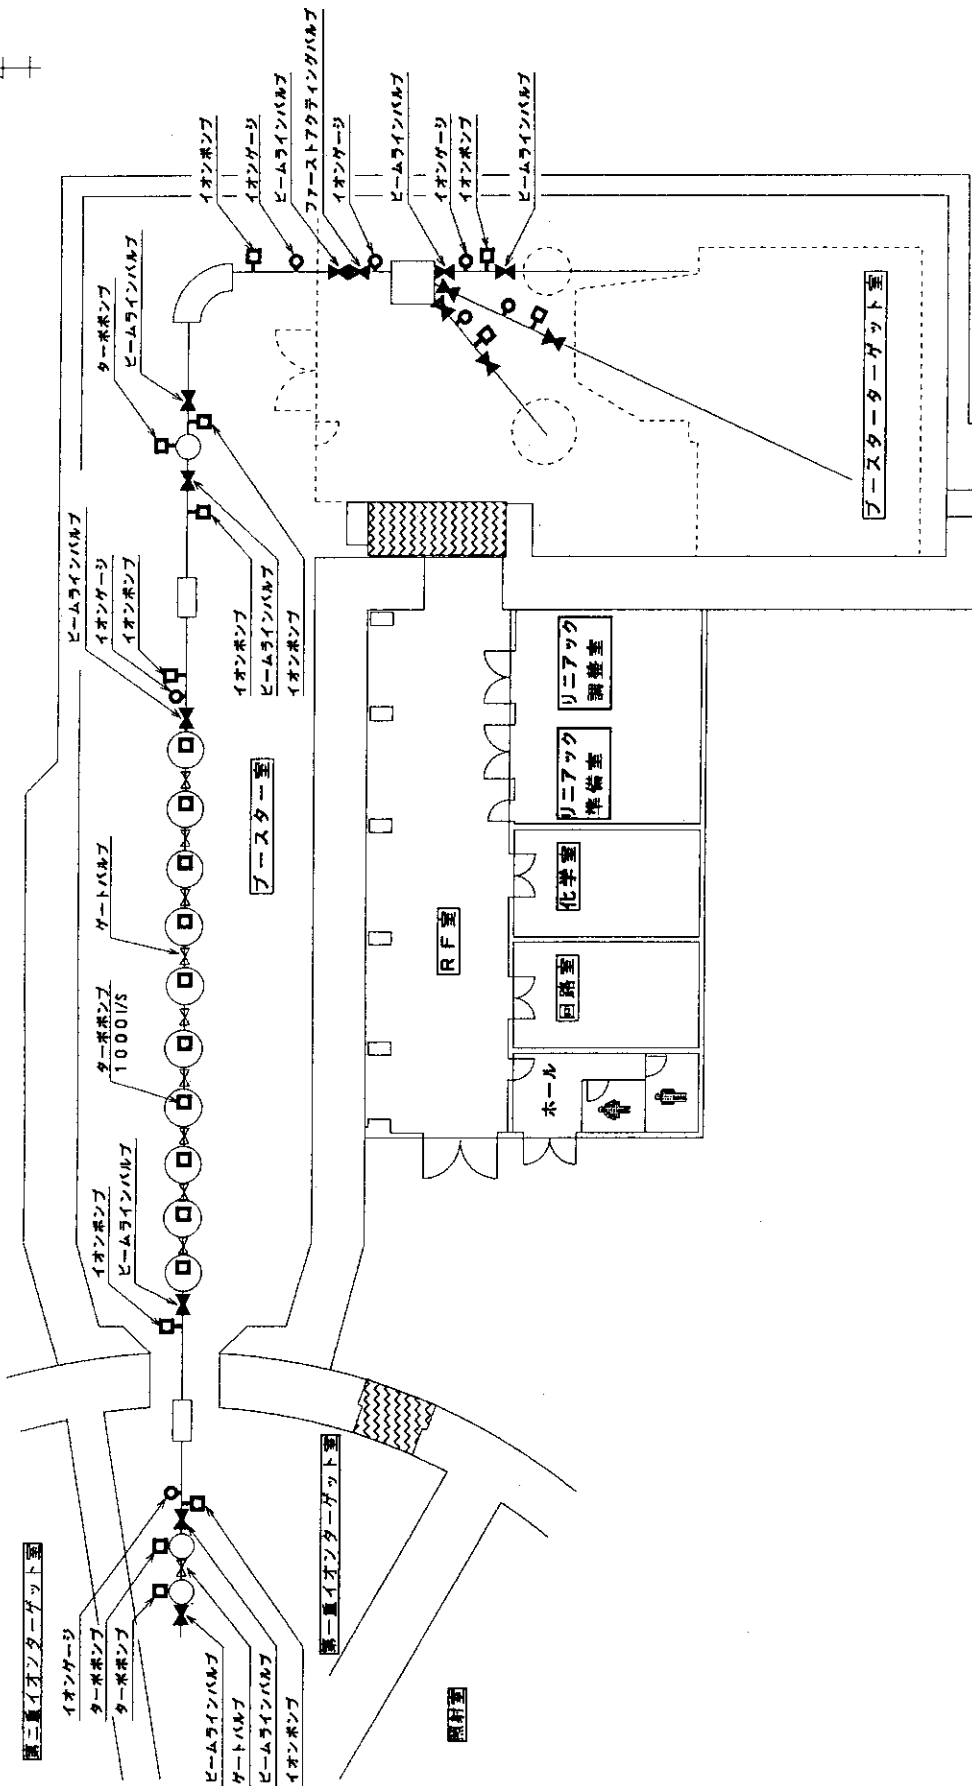 第二重イオンターゲット室
イオンゲージ
ターボポンプ
ターボポンプ
ビームラインバルブ
ゲートバルブ
ビームラインバルブ
イオンポンプ
第一重イオンターゲット室
照射室
イオンポンプ
ビームラインバルブ
ターボポンプ
1000l/S
ゲートバルブ
ブースター室
ビームラインバルブ
イオンゲージ
イオンポンプ
イオンポンプ
ビームラインバルブ
イオンポンプ
ターボポンプ
ビームラインバルブ
イオンポンプ
イオンゲージ
ビームラインバルブ
ファーストアクティングバルブ
イオンゲージ
ビームラインバルブ
イオンゲージ
イオンポンプ
ビームラインバルブ
ブースターターゲット室
RF室
ホール
回路室
化学室
リニアック
準備室
リニアック
調整室